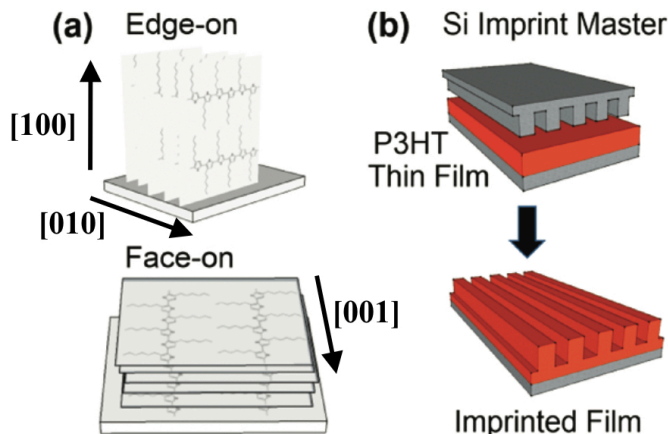 (a) Edge-on
[100]
[010]
Face-on
[001]
(b) Si Imprint Master
P3HT
Thin Film
Imprinted Film